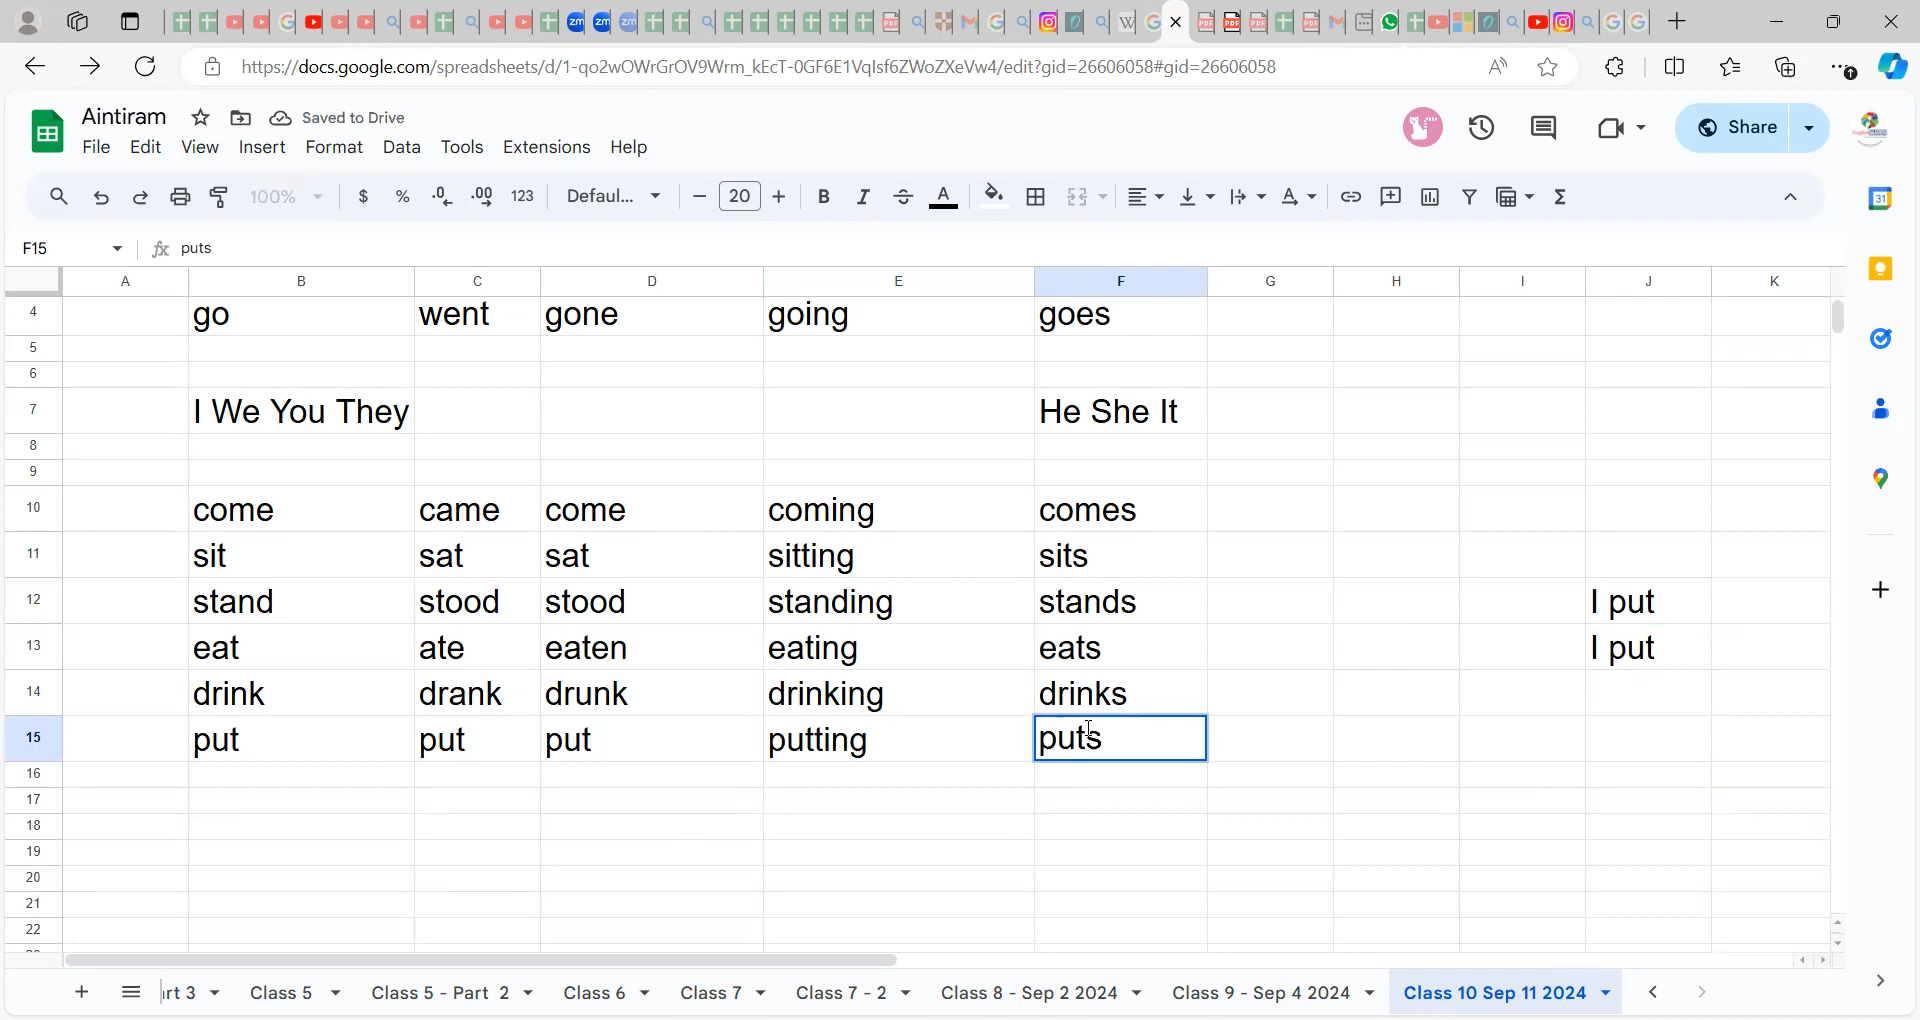 https://docs.google.com/spreadsheets/d/1-qo2wOWrGrOV9Wrm_kEcT-0GF6E1VqIsf6ZWoZXeVw4/edit?gid=26606058#gid=26606058
Aintiram Saved to Drive
File Edit View Insert Format Data Tools Extensions Help
Share
100% $ % .0 .00 123 Defaul... 20 B I A
F15 fx puts
A B C D E F G H I J K
4 go went gone going goes
5
6
7 I We You They He She It
8
9
10 come came come coming comes
11 sit sat sat sitting sits
12 stand stood stood standing stands I put
13 eat ate eaten eating eats I put
14 drink drank drunk drinking drinks
15 put put put putting puts
16
17
18
19
20
21
22
+ rt 3 Class 5 Class 5 - Part 2 Class 6 Class 7 Class 7 - 2 Class 8 - Sep 2 2024 Class 9 - Sep 4 2024 Class 10 Sep 11 2024